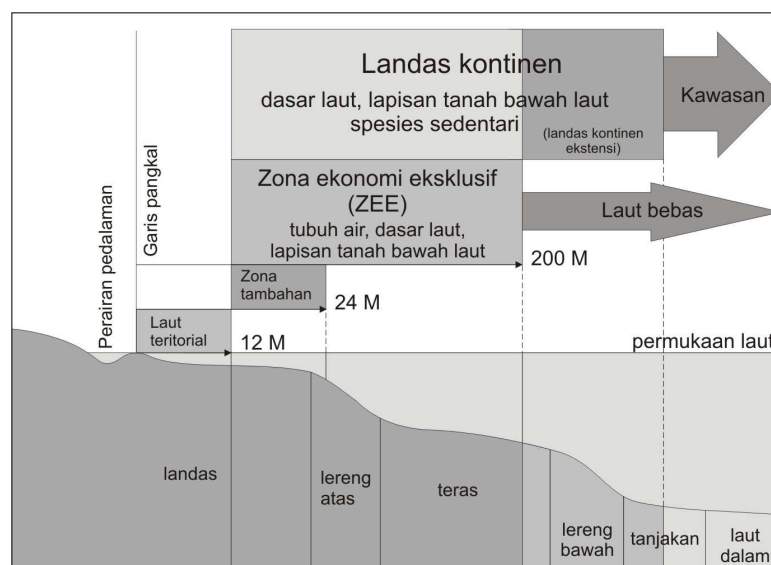 Landas kontinen
dasar laut, lapisan tanah bawah laut
spesies sedentari
(landas kontinen
ekstensi)
Kawasan
Perairan pedalaman
Garis pangkal
Zona ekonomi eksklusif
(ZEE)
tubuh air, dasar laut,
lapisan tanah bawah laut
Laut bebas
200 M
Zona
tambahan
24 M
Laut
teritorial
12 M
permukaan laut
landas
lereng
atas
teras
lereng
bawah
tanjakan
laut
dalam